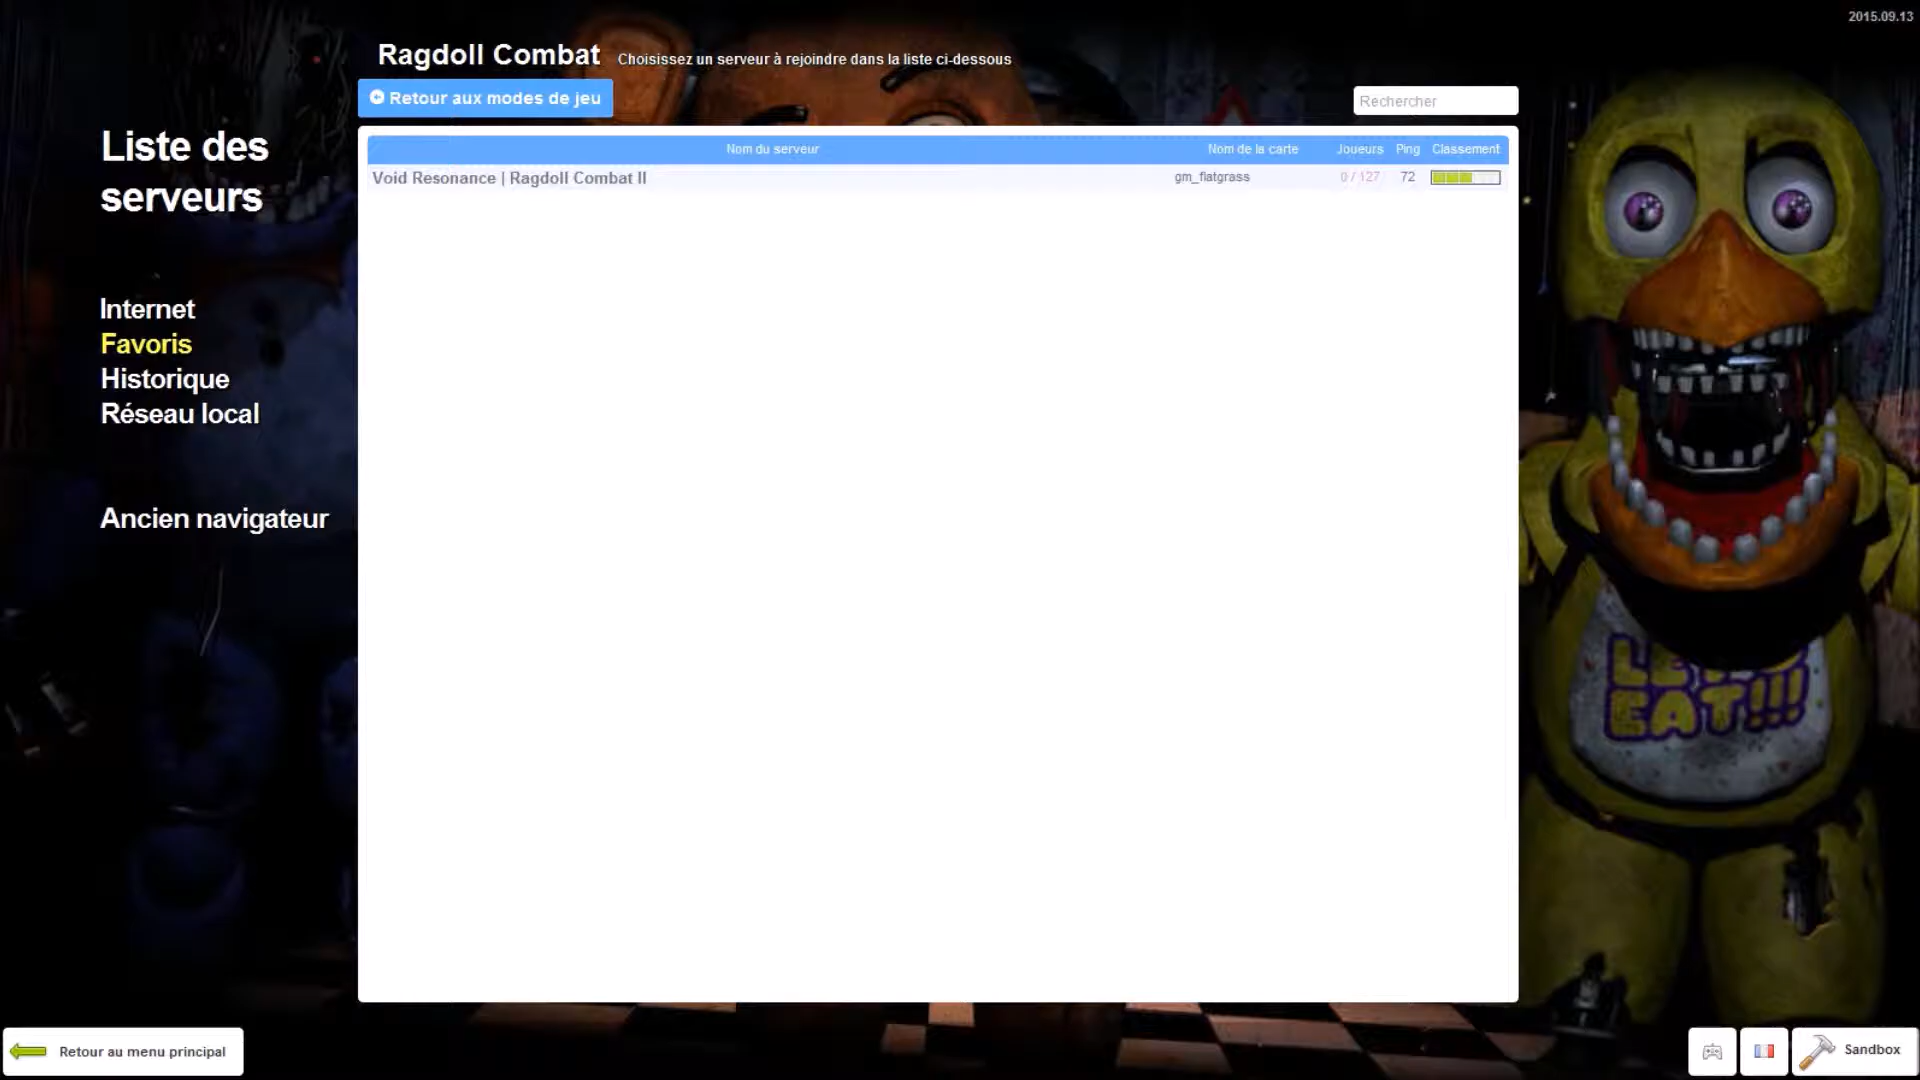 2015.09.13
Ragdoll Combat Choisissez un serveur à rejoindre dans la liste ci-dessous
Retour aux modes de jeu
Rechercher
Liste des
serveurs
Internet
Favoris
Historique
Réseau local
Ancien navigateur
Nom du serveur Nom de la carte Joueurs Ping Classement
Void Resonance | Ragdoll Combat II gm_flatgrass 0 / 127 72
EAT!!!
Retour au menu principal
Sandbox